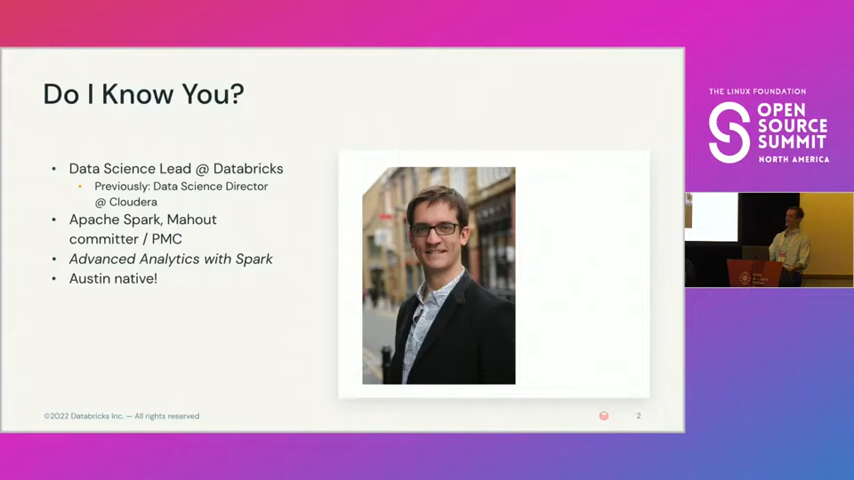 Do I Know You?
• Data Science Lead @ Databricks
• Previously: Data Science Director
@ Cloudera
• Apache Spark, Mahout
committer / PMC
• Advanced Analytics with Spark
• Austin native!
©2022 Databricks Inc. — All rights reserved
2
THE LINUX FOUNDATION
OPEN
SOURCE
SUMMIT
NORTH AMERICA